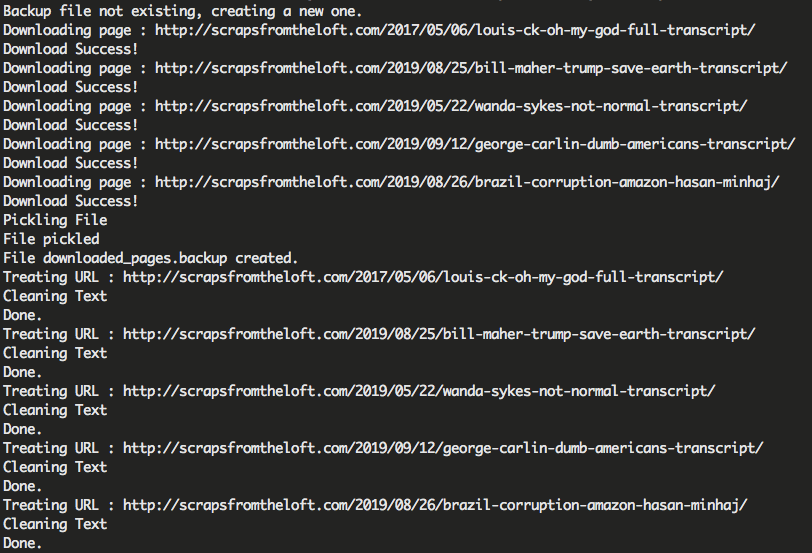 Backup file not existing, creating a new one.
Downloading page : http://scrapsfromtheloft.com/2017/05/06/louis-ck-oh-my-god-full-transcript/
Download Success!
Downloading page : http://scrapsfromtheloft.com/2019/08/25/bill-maher-trump-save-earth-transcript/
Download Success!
Downloading page : http://scrapsfromtheloft.com/2019/05/22/wanda-sykes-not-normal-transcript/
Download Success!
Downloading page : http://scrapsfromtheloft.com/2019/09/12/george-carlin-dumb-americans-transcript/
Download Success!
Downloading page : http://scrapsfromtheloft.com/2019/08/26/brazil-corruption-amazon-hasan-minhaj/
Download Success!
Pickling File
File pickled
File downloaded_pages.backup created.
Treating URL : http://scrapsfromtheloft.com/2017/05/06/louis-ck-oh-my-god-full-transcript/
Cleaning Text
Done.
Treating URL : http://scrapsfromtheloft.com/2019/08/25/bill-maher-trump-save-earth-transcript/
Cleaning Text
Done.
Treating URL : http://scrapsfromtheloft.com/2019/05/22/wanda-sykes-not-normal-transcript/
Cleaning Text
Done.
Treating URL : http://scrapsfromtheloft.com/2019/09/12/george-carlin-dumb-americans-transcript/
Cleaning Text
Done.
Treating URL : http://scrapsfromtheloft.com/2019/08/26/brazil-corruption-amazon-hasan-minhaj/
Cleaning Text
Done.